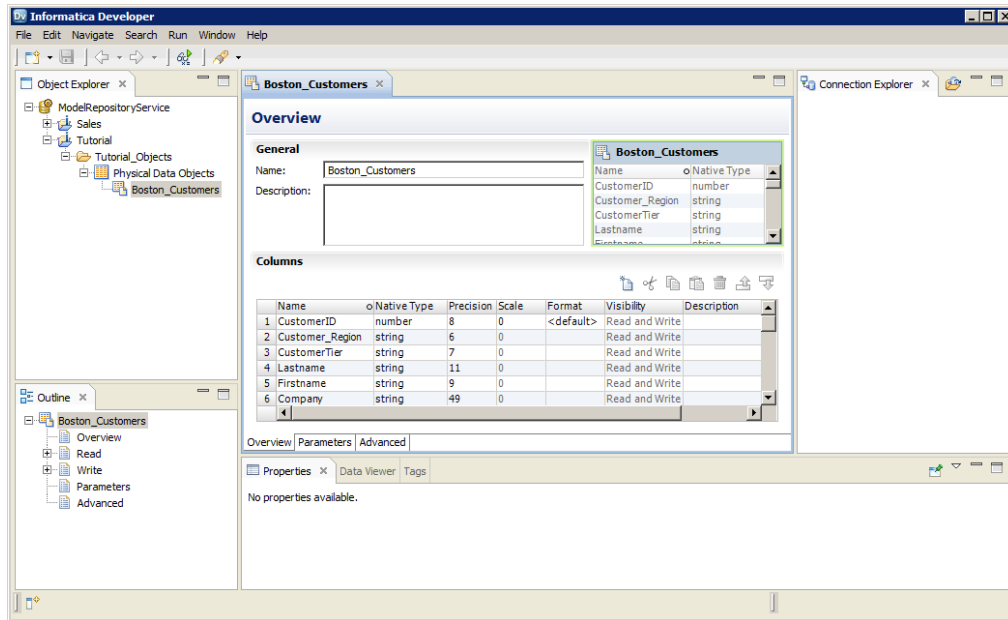 Informatica Developer
File Edit Navigate Search Run Window Help
Object Explorer
ModelRepositoryService
Sales
Tutorial
Tutorial_Objects
Physical Data Objects
Boston_Customers
Outline
Boston_Customers
Overview
Read
Write
Parameters
Advanced
Boston_Customers
Overview
General
Name: Boston_Customers
Description:
Boston_Customers
Name Native Type
CustomerID number
Customer_Region string
CustomerTier string
Lastname string
Firstname string
Columns
Name Native Type Precision Scale Format Visibility Description
1 CustomerID number 8 0 <default> Read and Write
2 Customer_Region string 6 0 Read and Write
3 CustomerTier string 7 0 Read and Write
4 Lastname string 11 0 Read and Write
5 Firstname string 9 0 Read and Write
6 Company string 49 0 Read and Write
Overview Parameters Advanced
Properties Data Viewer Tags
No properties available.
Connection Explorer